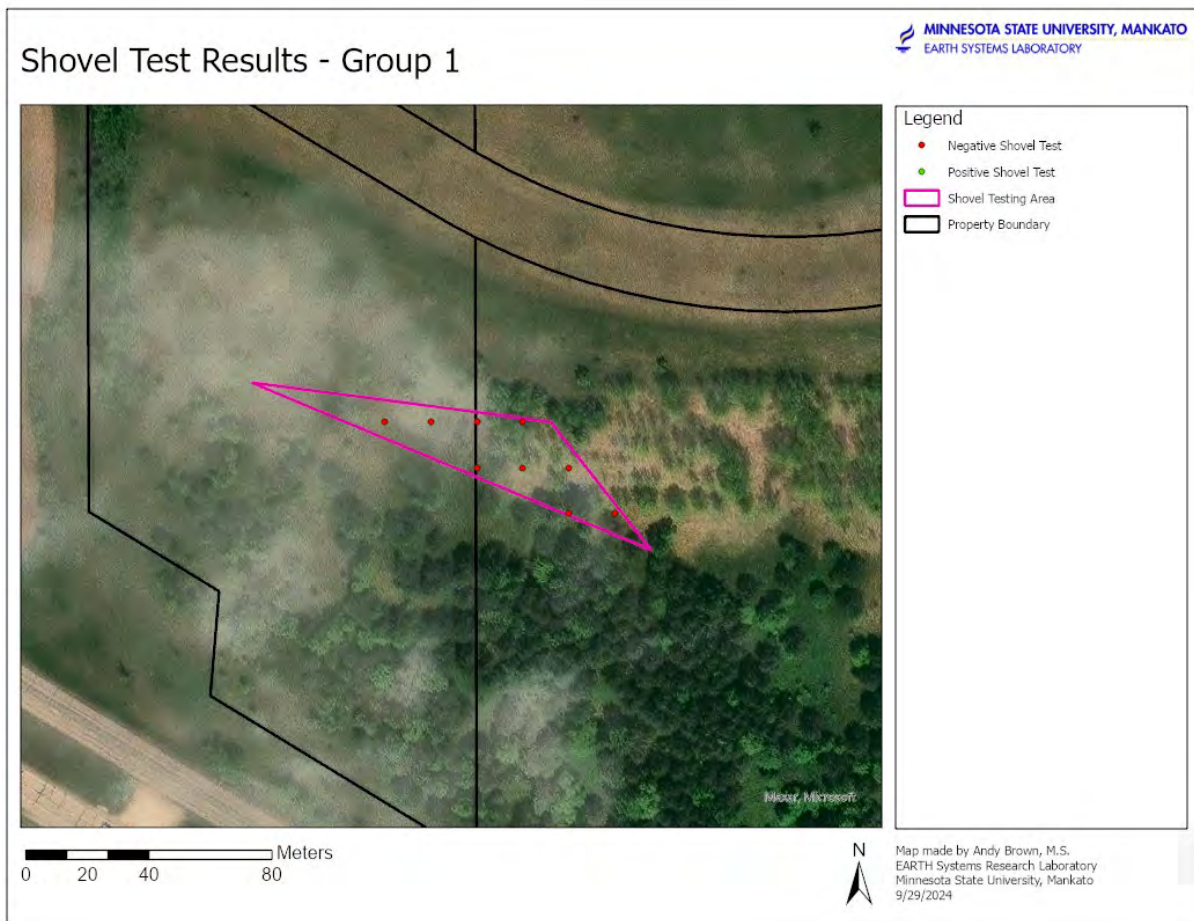 Shovel Test Results - Group 1
MINNESOTA STATE UNIVERSITY, MANKATO
EARTH SYSTEMS LABORATORY
Legend
Negative Shovel Test
Positive Shovel Test
Shovel Testing Area
Property Boundary
Maxar, Microsoft
Meters
0 20 40 80
N
Map made by Andy Brown, M.S.
EARTH Systems Research Laboratory
Minnesota State University, Mankato
9/29/2024